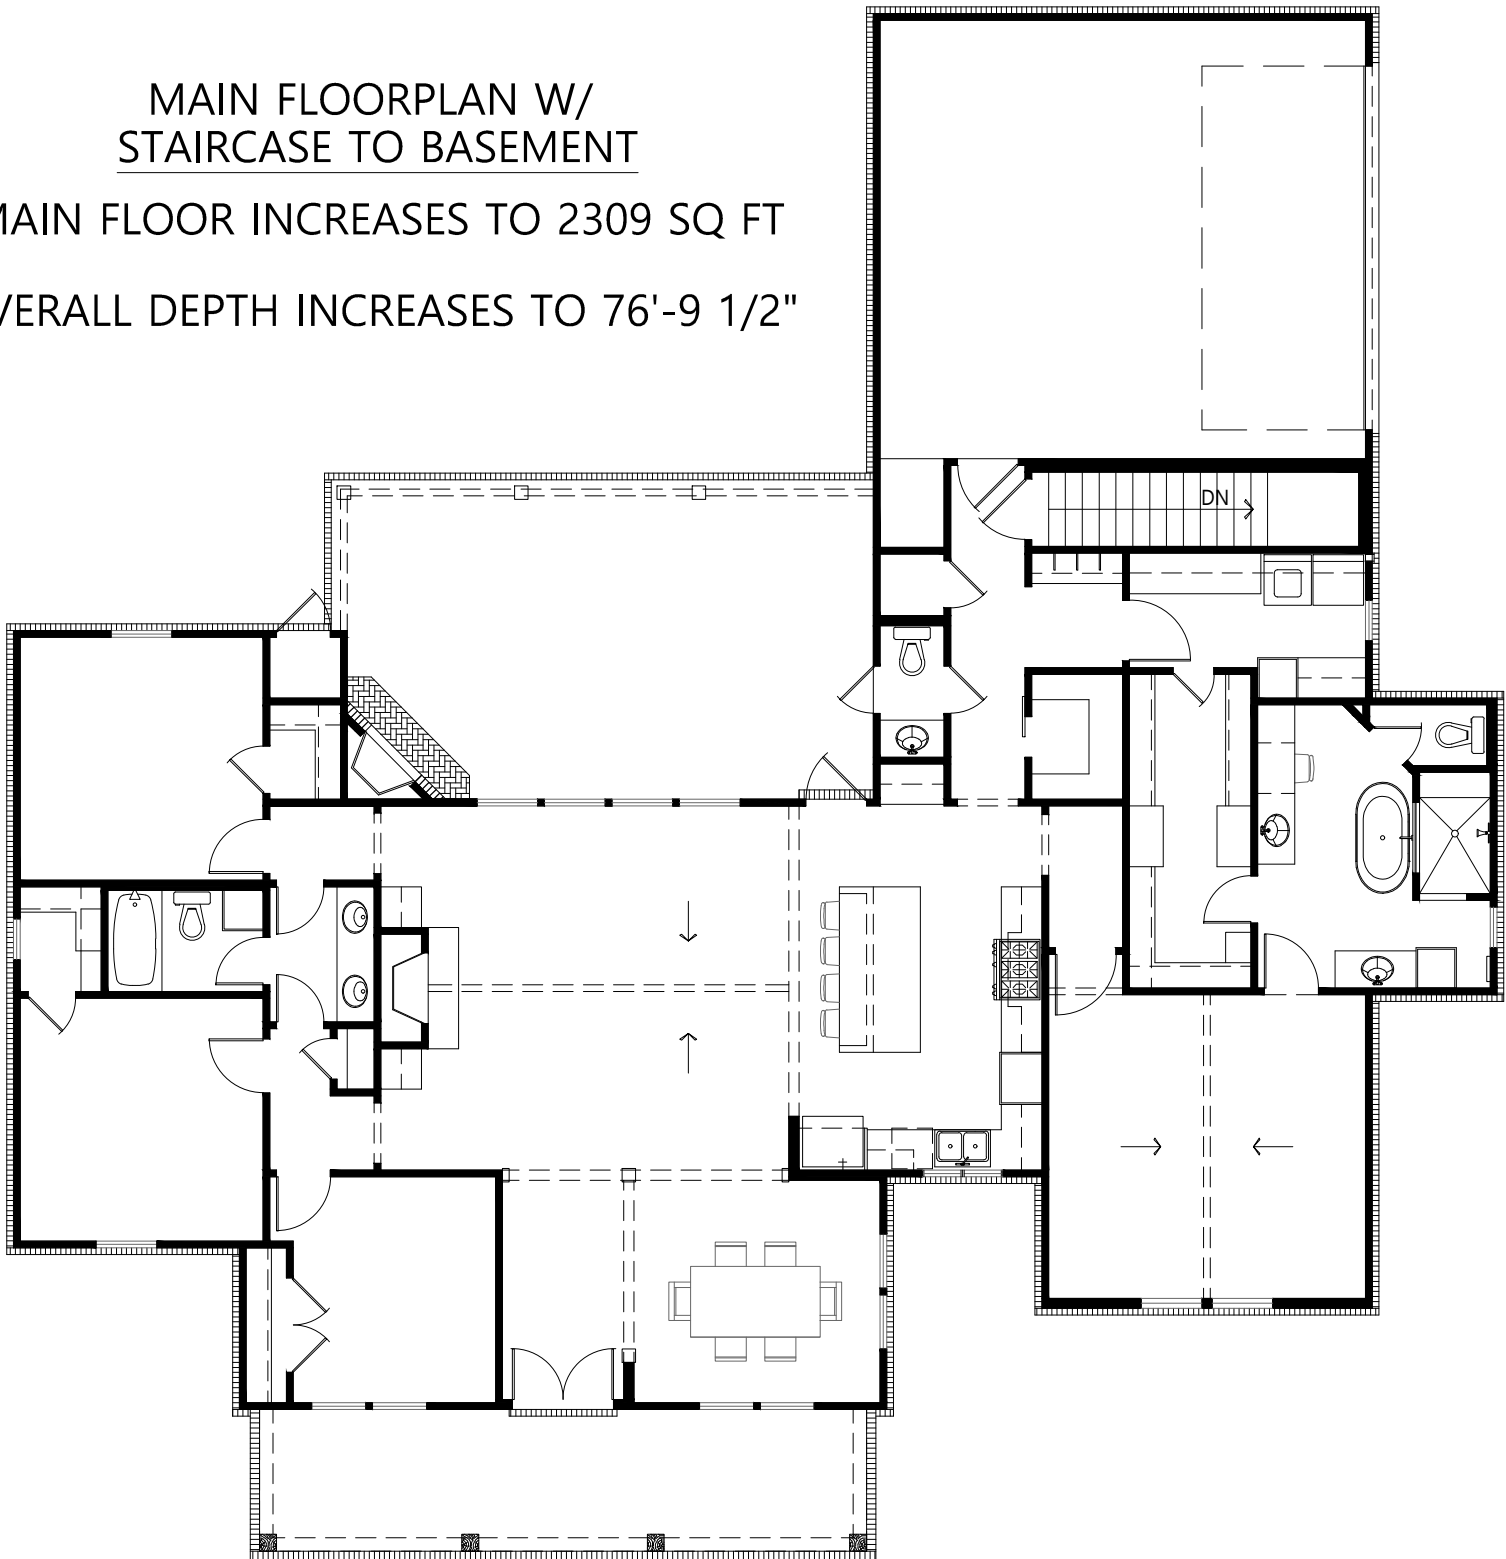 MAIN FLOORPLAN W/
STAIRCASE TO BASEMENT
MAIN FLOOR INCREASES TO 2309 SQ FT
VERALL DEPTH INCREASES TO 76'-9 1/2"
DN